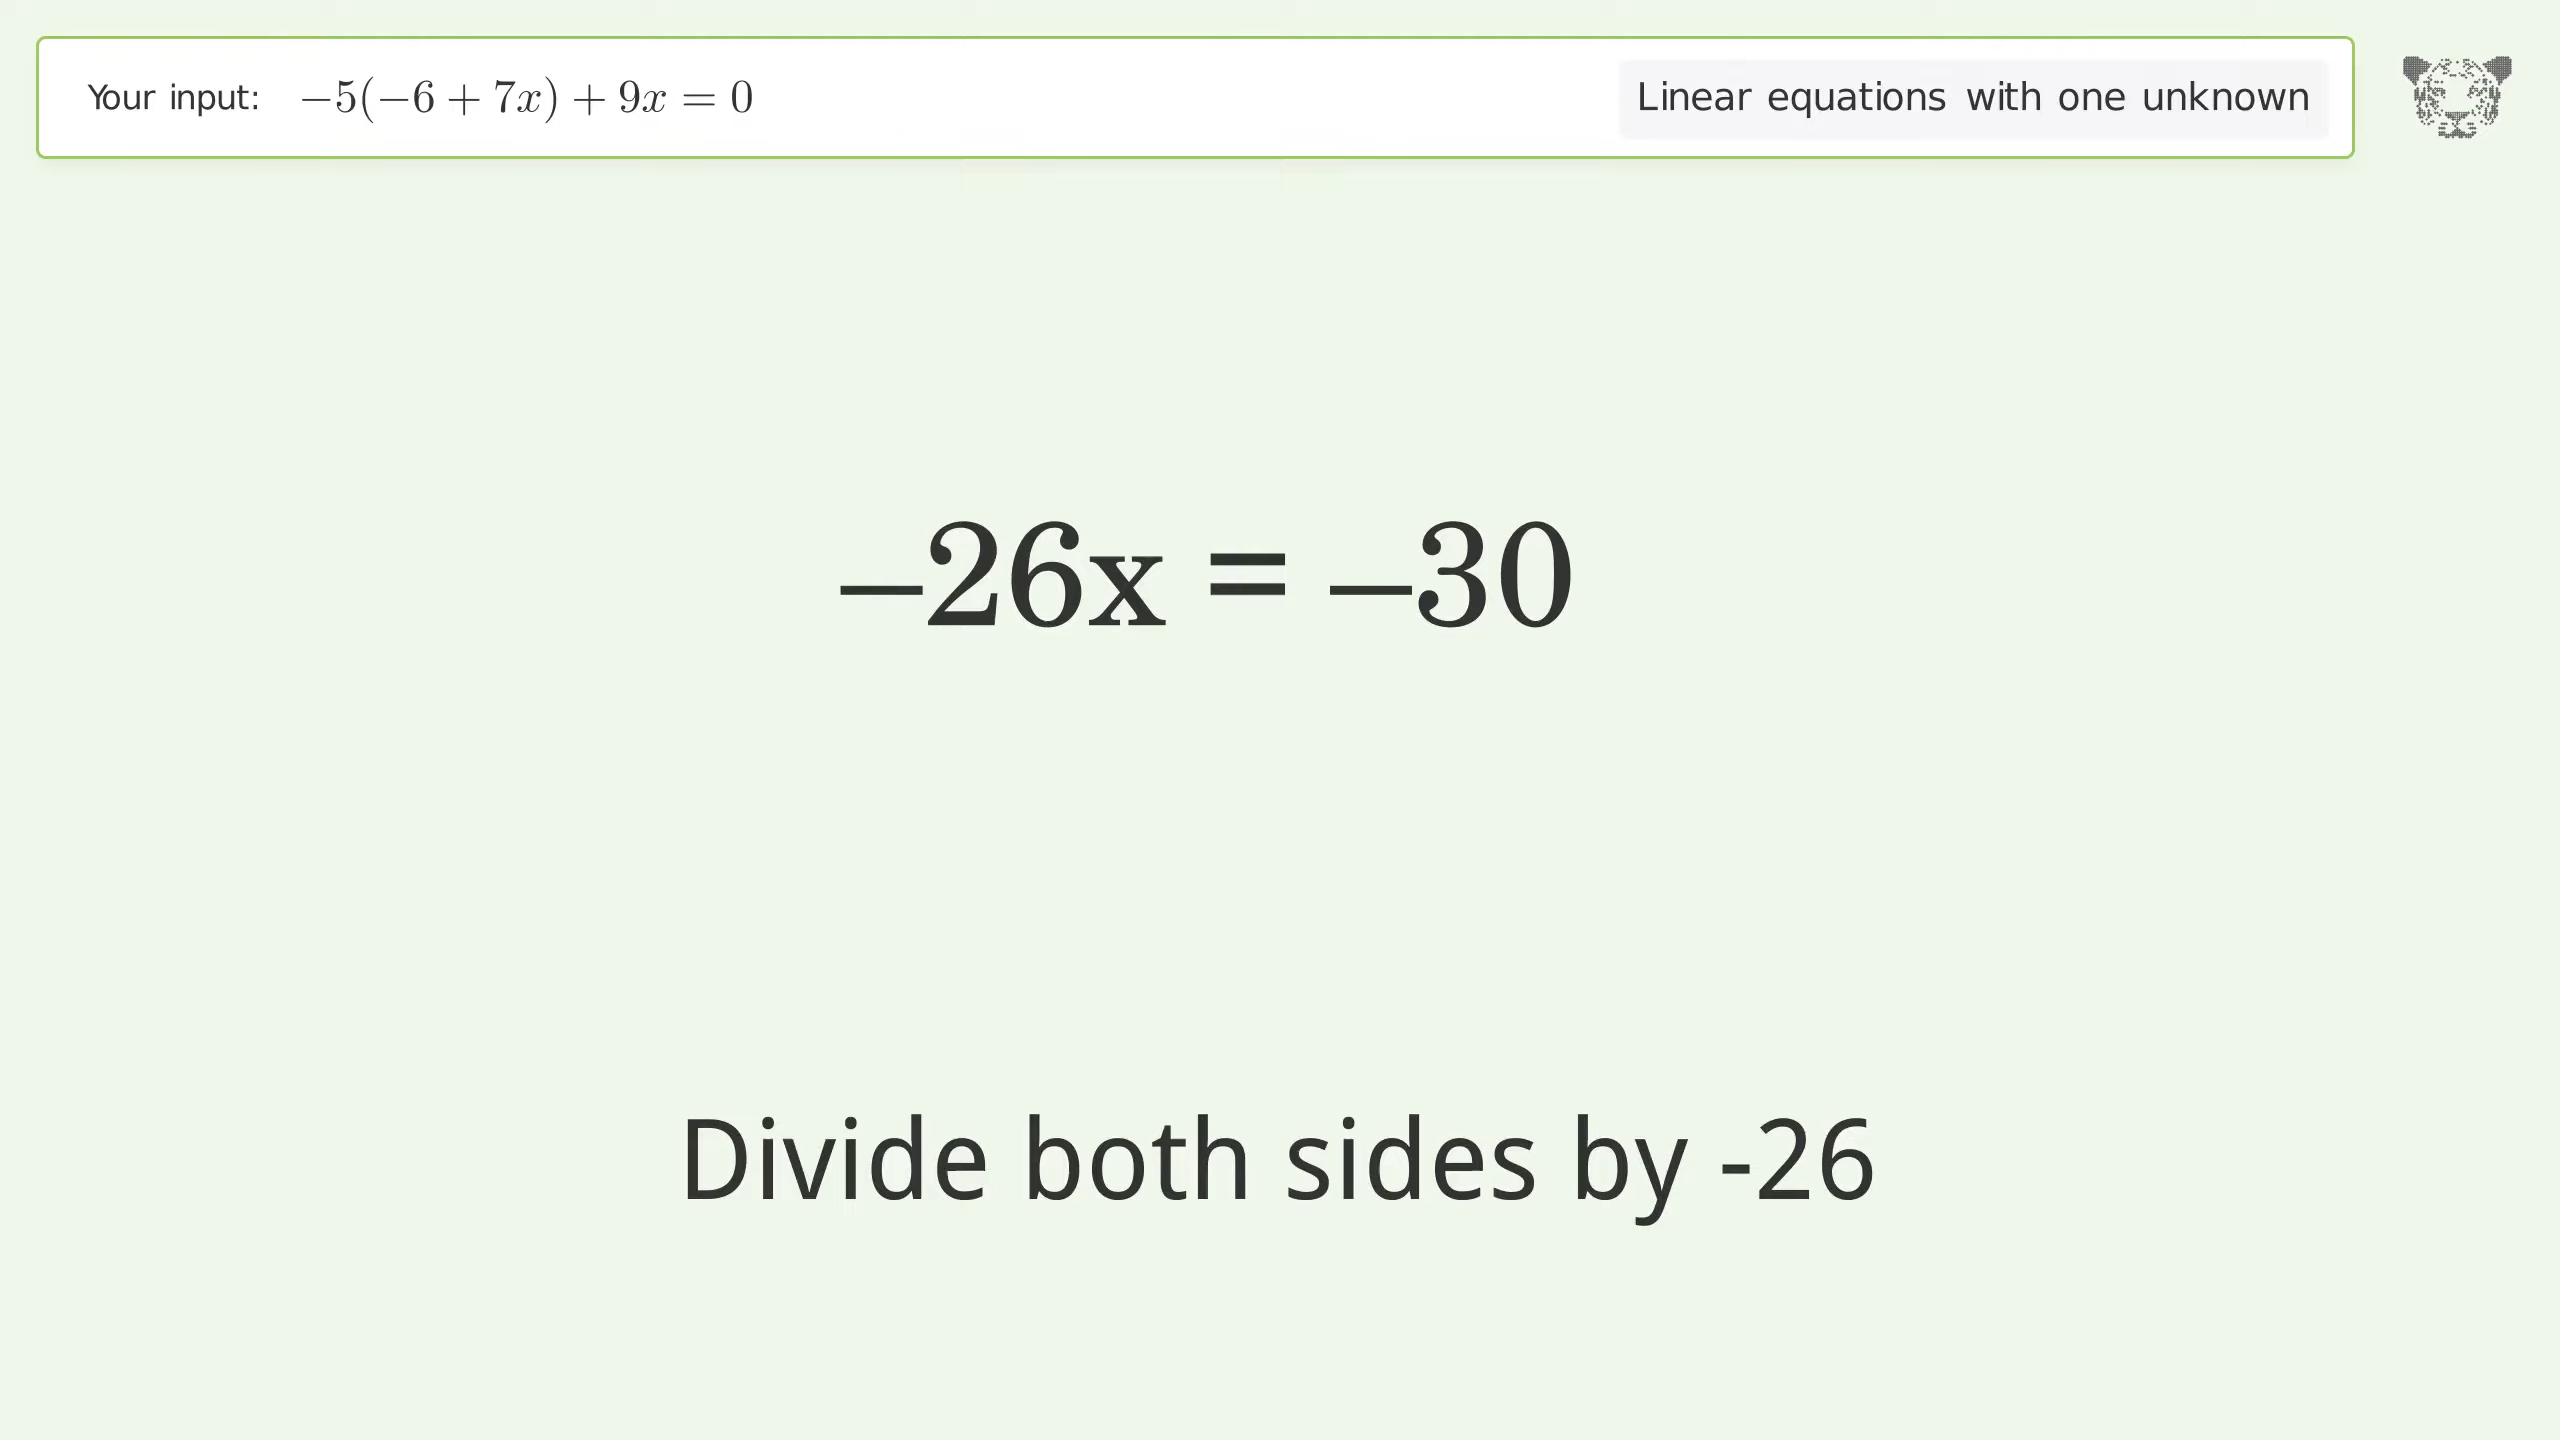 Your input: −5(−6 + 7x) + 9x = 0
Linear equations with one unknown
–26x = –30
Divide both sides by -26